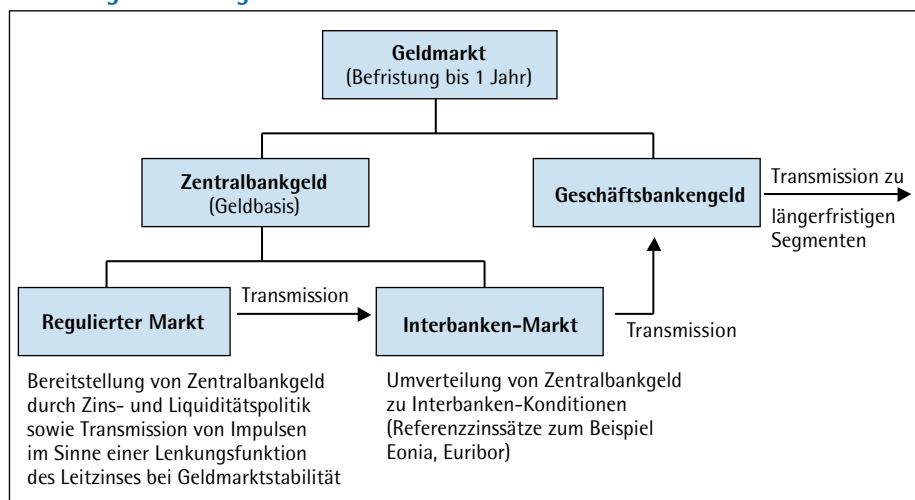 Geldmarkt
(Befristung bis 1 Jahr)
Zentralbankgeld
(Geldbasis)
Geschäftsbankengeld
Transmission zu
längerfristigen
Segmenten
Regulierter Markt
Transmission
Interbanken-Markt
Transmission
Bereitstellung von Zentralbankgeld
durch Zins- und Liquiditätspolitik
sowie Transmission von Impulsen
im Sinne einer Lenkungsfunktion
des Leitzinses bei Geldmarktstabilität
Umverteilung von Zentralbankgeld
zu Interbanken-Konditionen
(Referenzzinssätze zum Beispiel
Eonia, Euribor)